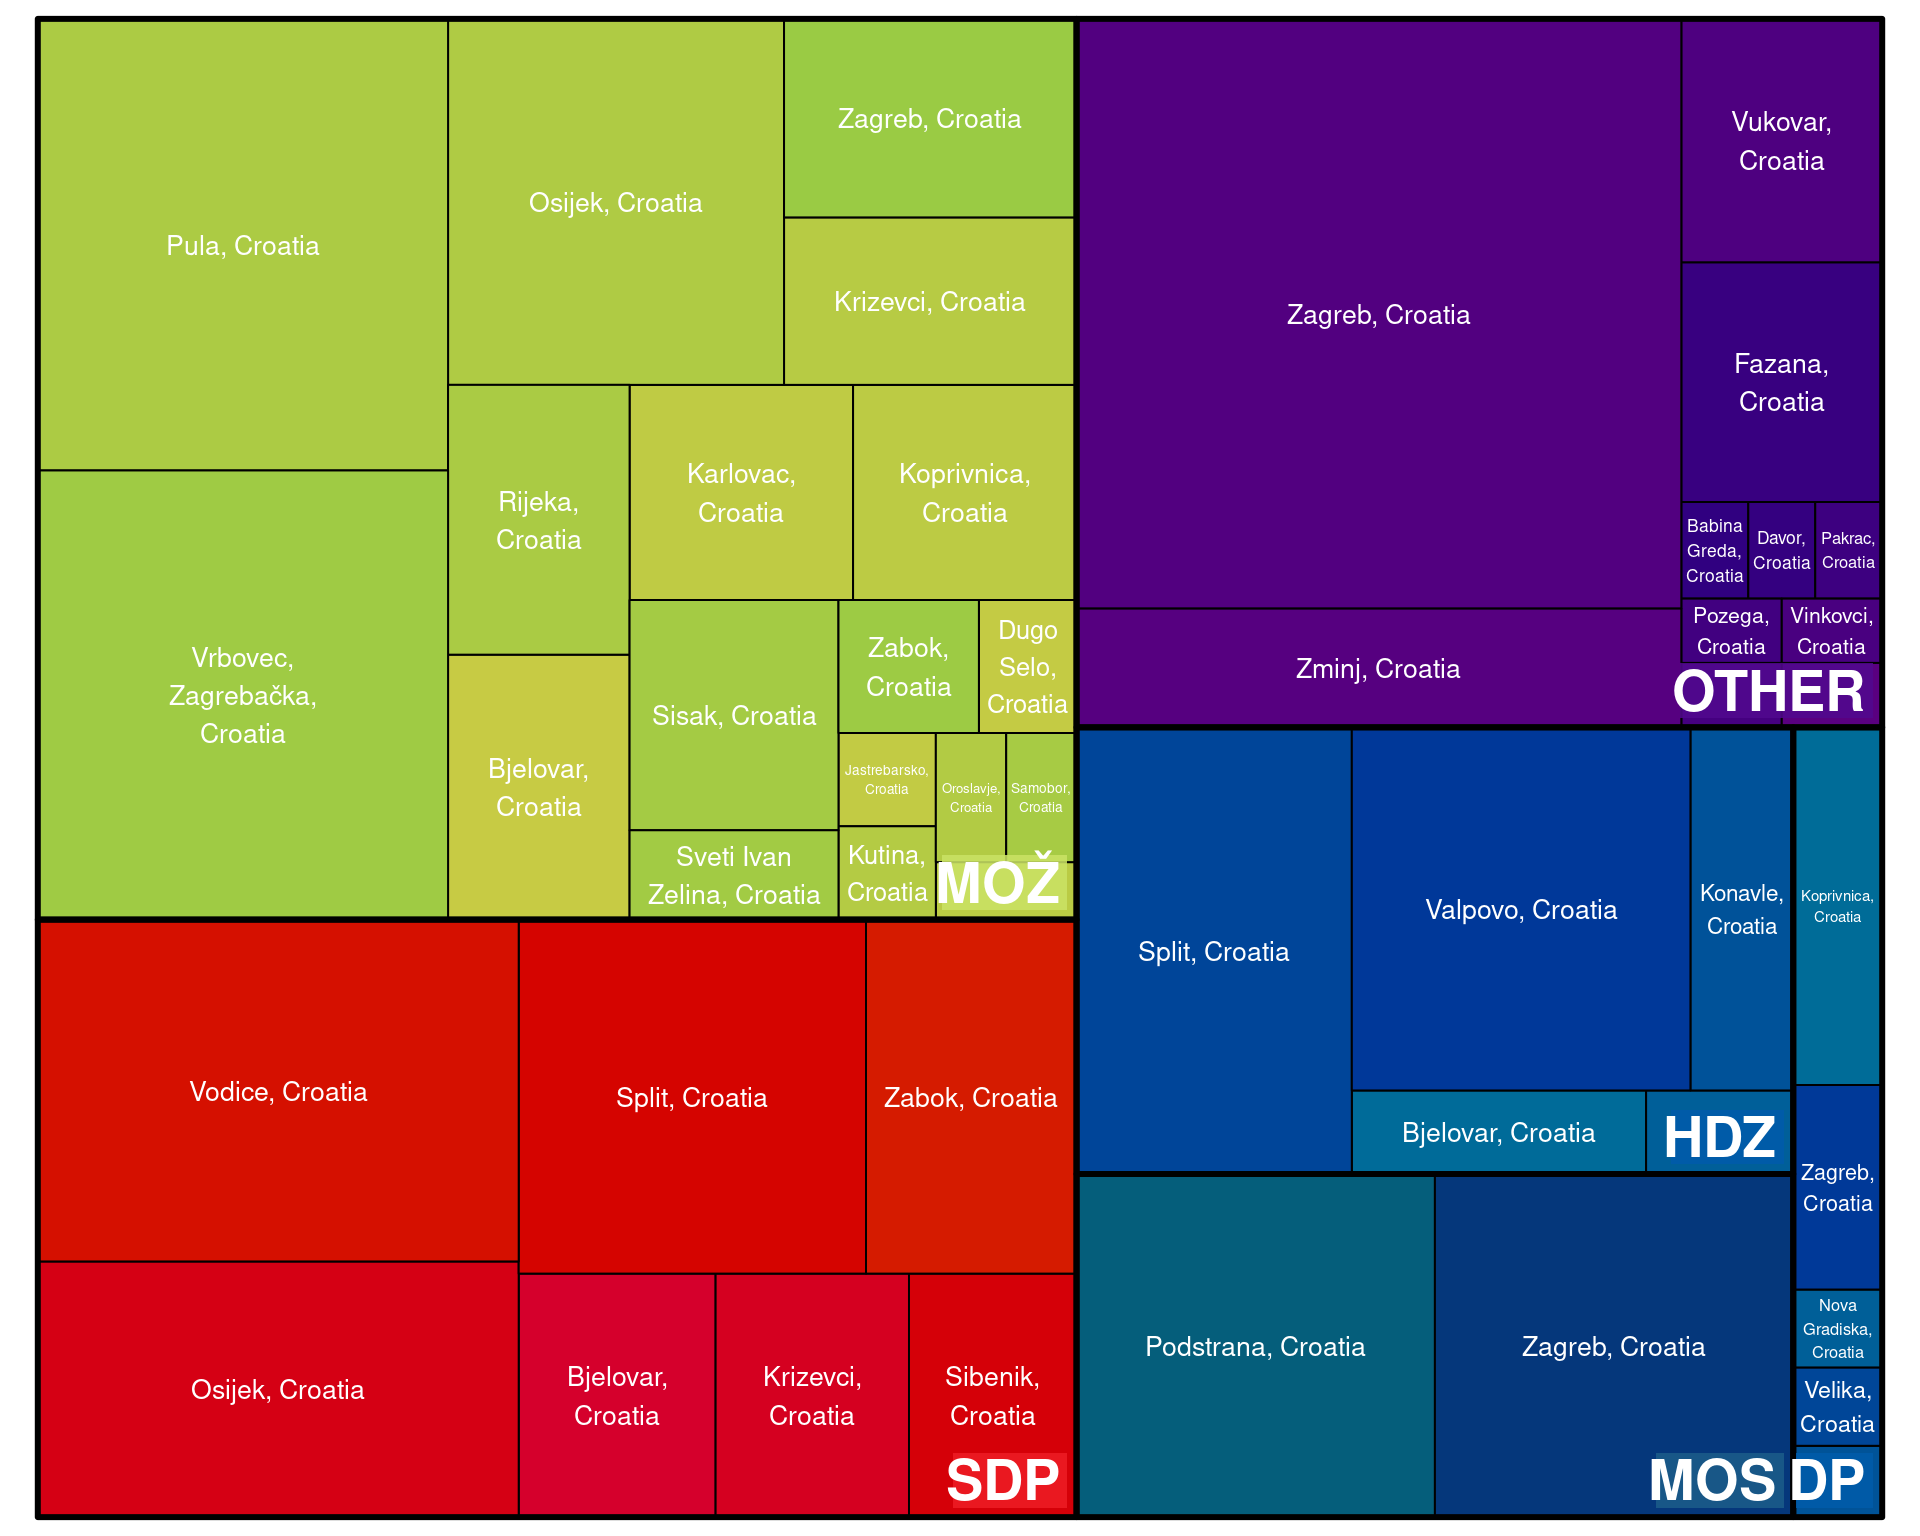 Pula, Croatia
Osijek, Croatia
Zagreb, Croatia
Krizevci, Croatia
Vrbovec,
Zagrebačka,
Croatia
Rijeka,
Croatia
Karlovac,
Croatia
Koprivnica,
Croatia
Bjelovar,
Croatia
Sisak, Croatia
Zabok,
Croatia
Dugo
Selo,
Croatia
Jastrebarsko,
Croatia
Oroslavje,
Croatia
Samobor,
Croatia
Sveti Ivan
Zelina, Croatia
Kutina,
Croatia
MOŽ
Zagreb, Croatia
Vukovar,
Croatia
Fazana,
Croatia
Babina
Greda,
Croatia
Davor,
Croatia
Pakrac,
Croatia
Pozega,
Croatia
Vinkovci,
Croatia
Zminj, Croatia
OTHER
Vodice, Croatia
Split, Croatia
Zabok, Croatia
Osijek, Croatia
Bjelovar,
Croatia
Krizevci,
Croatia
Sibenik,
Croatia
SDP
Split, Croatia
Valpovo, Croatia
Konavle,
Croatia
Bjelovar, Croatia
HDZ
Podstrana, Croatia
Zagreb, Croatia
MOS
Koprivnica,
Croatia
Zagreb,
Croatia
Nova
Gradiska,
Croatia
Velika,
Croatia
DP